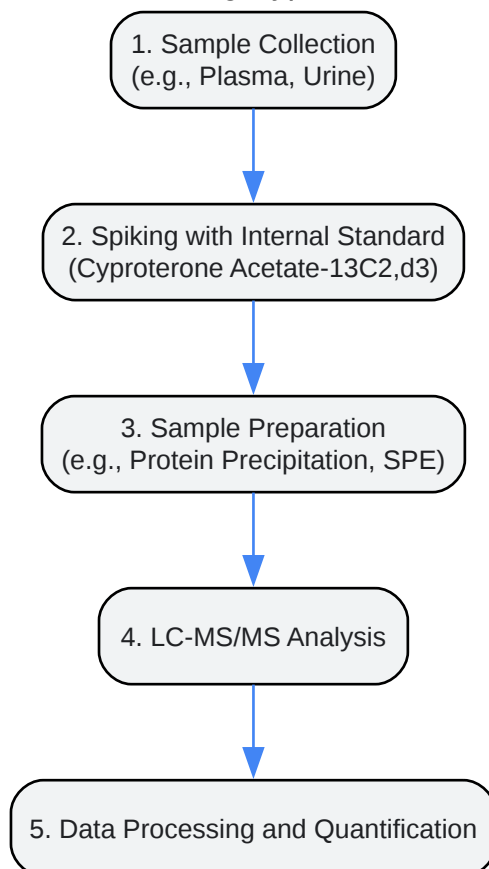 1. Sample Collection
(e.g., Plasma, Urine)
2. Spiking with Internal Standard
(Cyproterone Acetate-13C2,d3)
3. Sample Preparation
(e.g., Protein Precipitation, SPE)
4. LC-MS/MS Analysis
5. Data Processing and Quantification